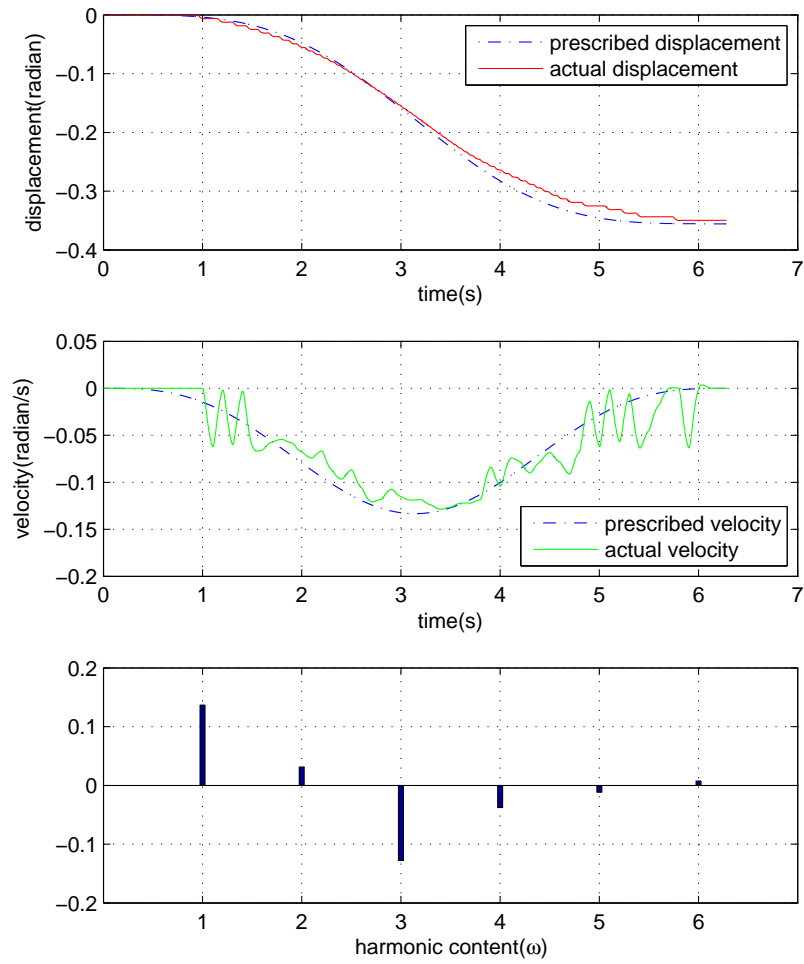 0
−0.1
−0.2
−0.3
−0.4
displacement(radian)
prescribed displacement
actual displacement
0 1 2 3 4 5 6 7
time(s)
0.05
0
−0.05
−0.1
−0.15
−0.2
velocity(radian/s)
prescribed velocity
actual velocity
0 1 2 3 4 5 6 7
time(s)
0.2
0.1
0
−0.1
−0.2
1 2 3 4 5 6
harmonic content(ω)